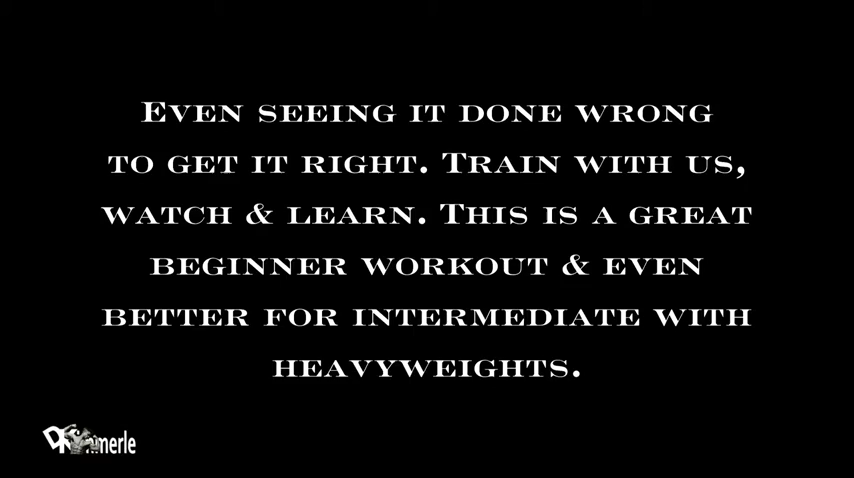 Even seeing it done wrong
to get it right. Train with us,
watch & learn. This is a great
beginner workout & even
better for intermediate with
heavyweights.